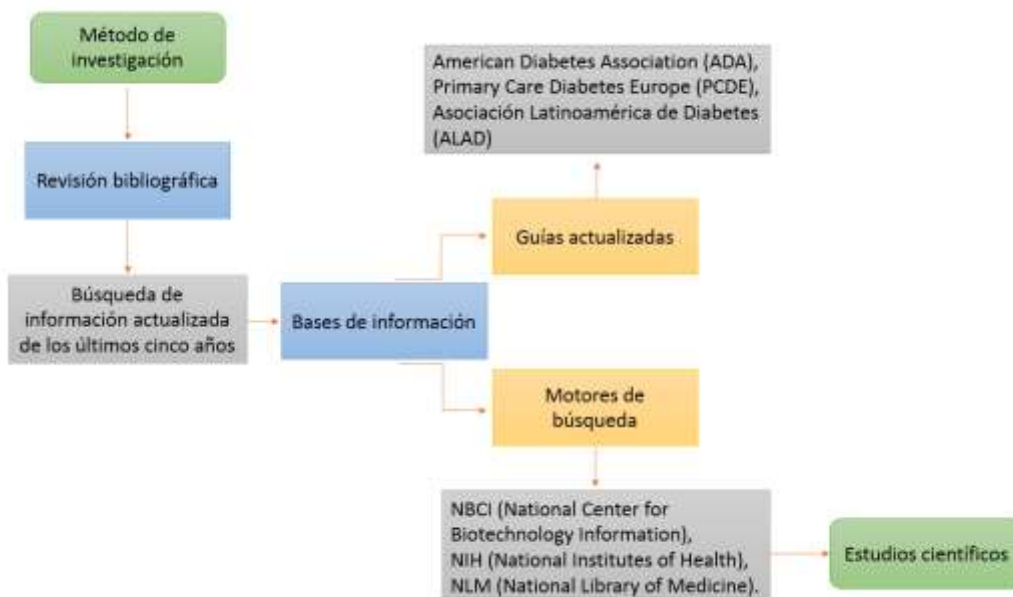 Método de
investigación
American Diabetes Association (ADA),
Primary Care Diabetes Europe (PCDE),
Asociación Latinoamérica de Diabetes
(ALAD)
Revisión bibliográfica
Guías actualizadas
Búsqueda de
información actualizada
de los últimos cinco años
Bases de información
Motores de
búsqueda
NBCI (National Center for
Biotechnology Information),
NIH (National Institutes of Health),
NLM (National Library of Medicine).
Estudios científicos